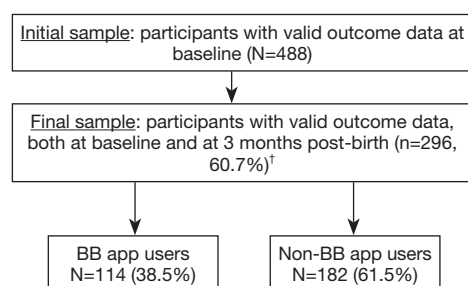 Initial sample: participants with valid outcome data at
baseline (N=488)
Final sample: participants with valid outcome data,
both at baseline and at 3 months post-birth (n=296,
60.7%)†
BB app users
N=114 (38.5%)
Non-BB app users
N=182 (61.5%)